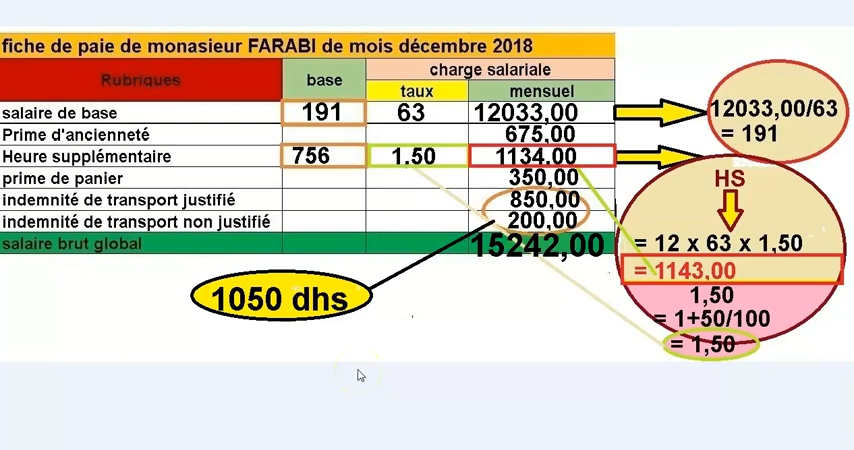 fiche de paie de monasieur FARABI de mois décembre 2018
Rubriques base charge salariale
taux mensuel
salaire de base 191 63 12033,00
Prime d'ancienneté 675,00
Heure supplémentaire 756 1.50 1134,00
prime de panier 350,00
indemnité de transport justifié 850,00
indemnité de transport non justifié 200,00
salaire brut global 15242,00
1050 dhs
12033,00/63
= 191
HS
= 12 x 63 x 1,50
= 1143,00
1,50
= 1+50/100
= 1,50